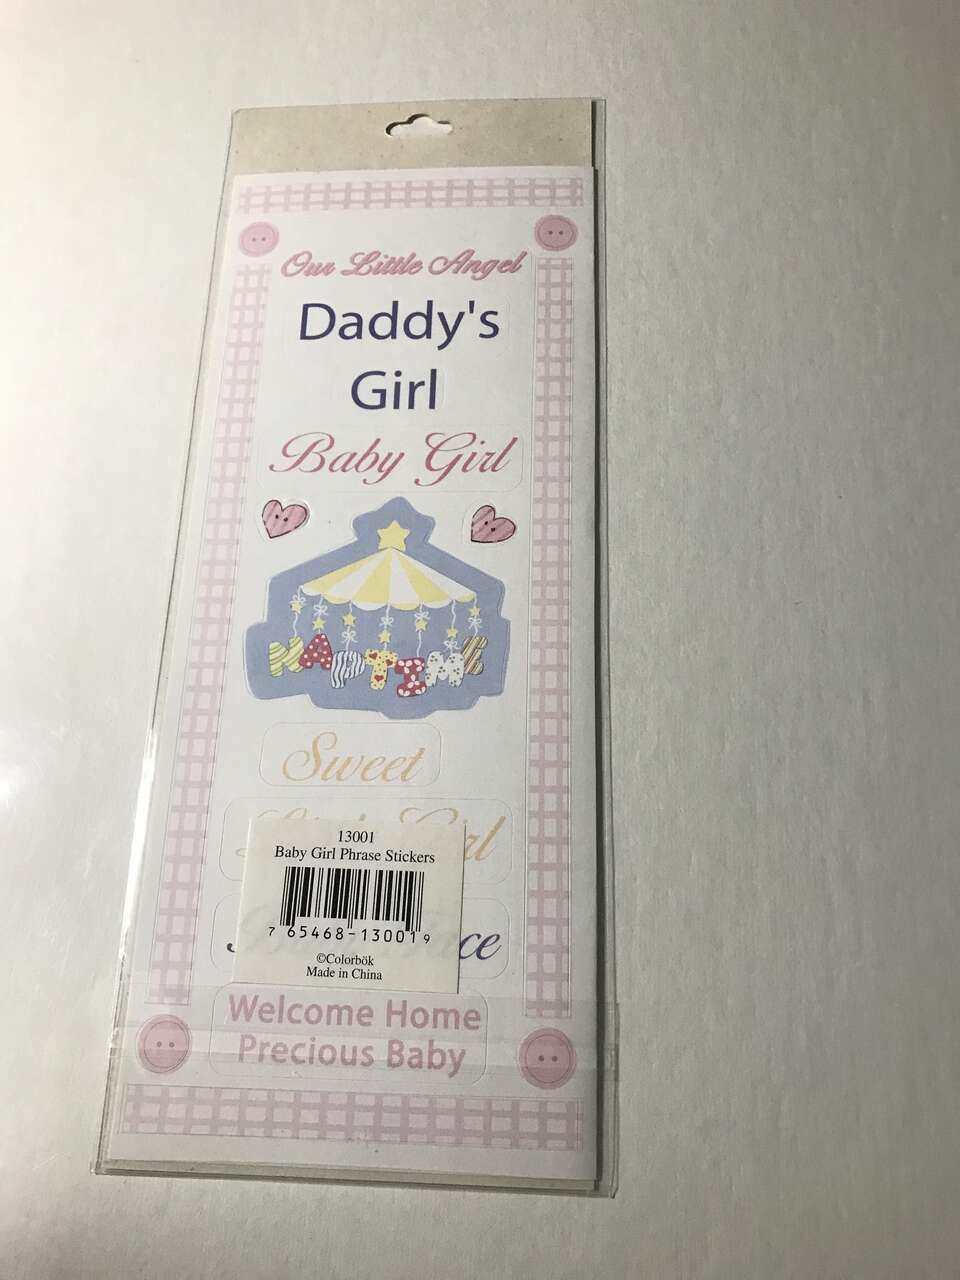 Our Little Angel
Daddy's
Girl
Baby Girl
NAPTIME
Sweet
13001
Baby Girl Phrase Stickers
7 65468-13001 9
©Colorbök
Made in China
Welcome Home
Precious Baby